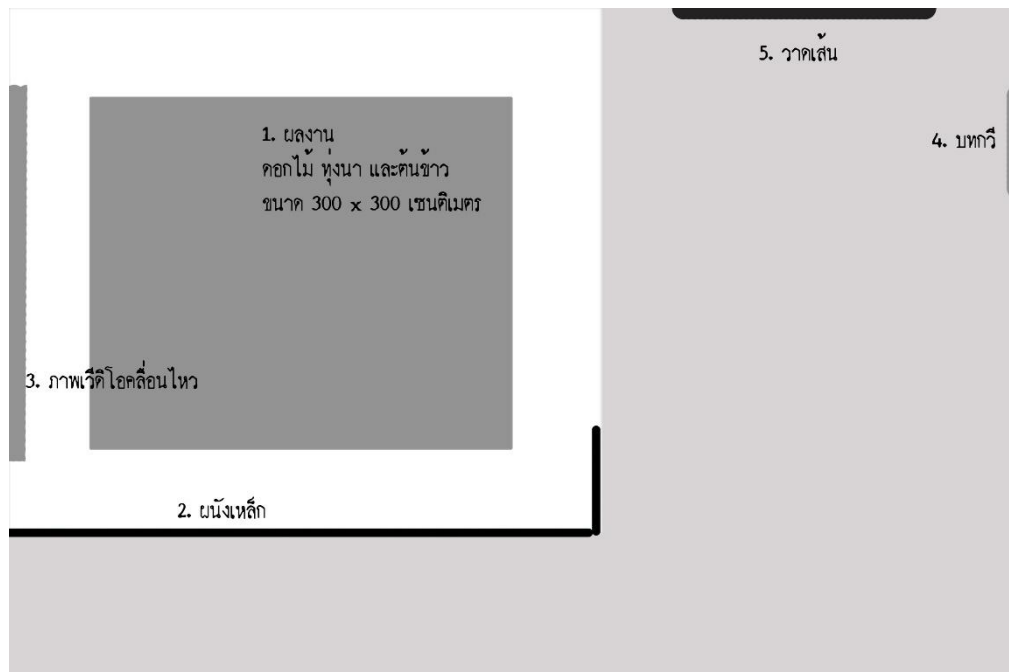 5. วาดเส้น
1. ผลงาน
ดอกไม้ ทุ่งนา และต้นข้าว
ขนาด 300 x 300 เซนติเมตร
4. บทกวี
3. ภาพเวีดิโอคลื่อนไหว
2. ผนังเหล็ก